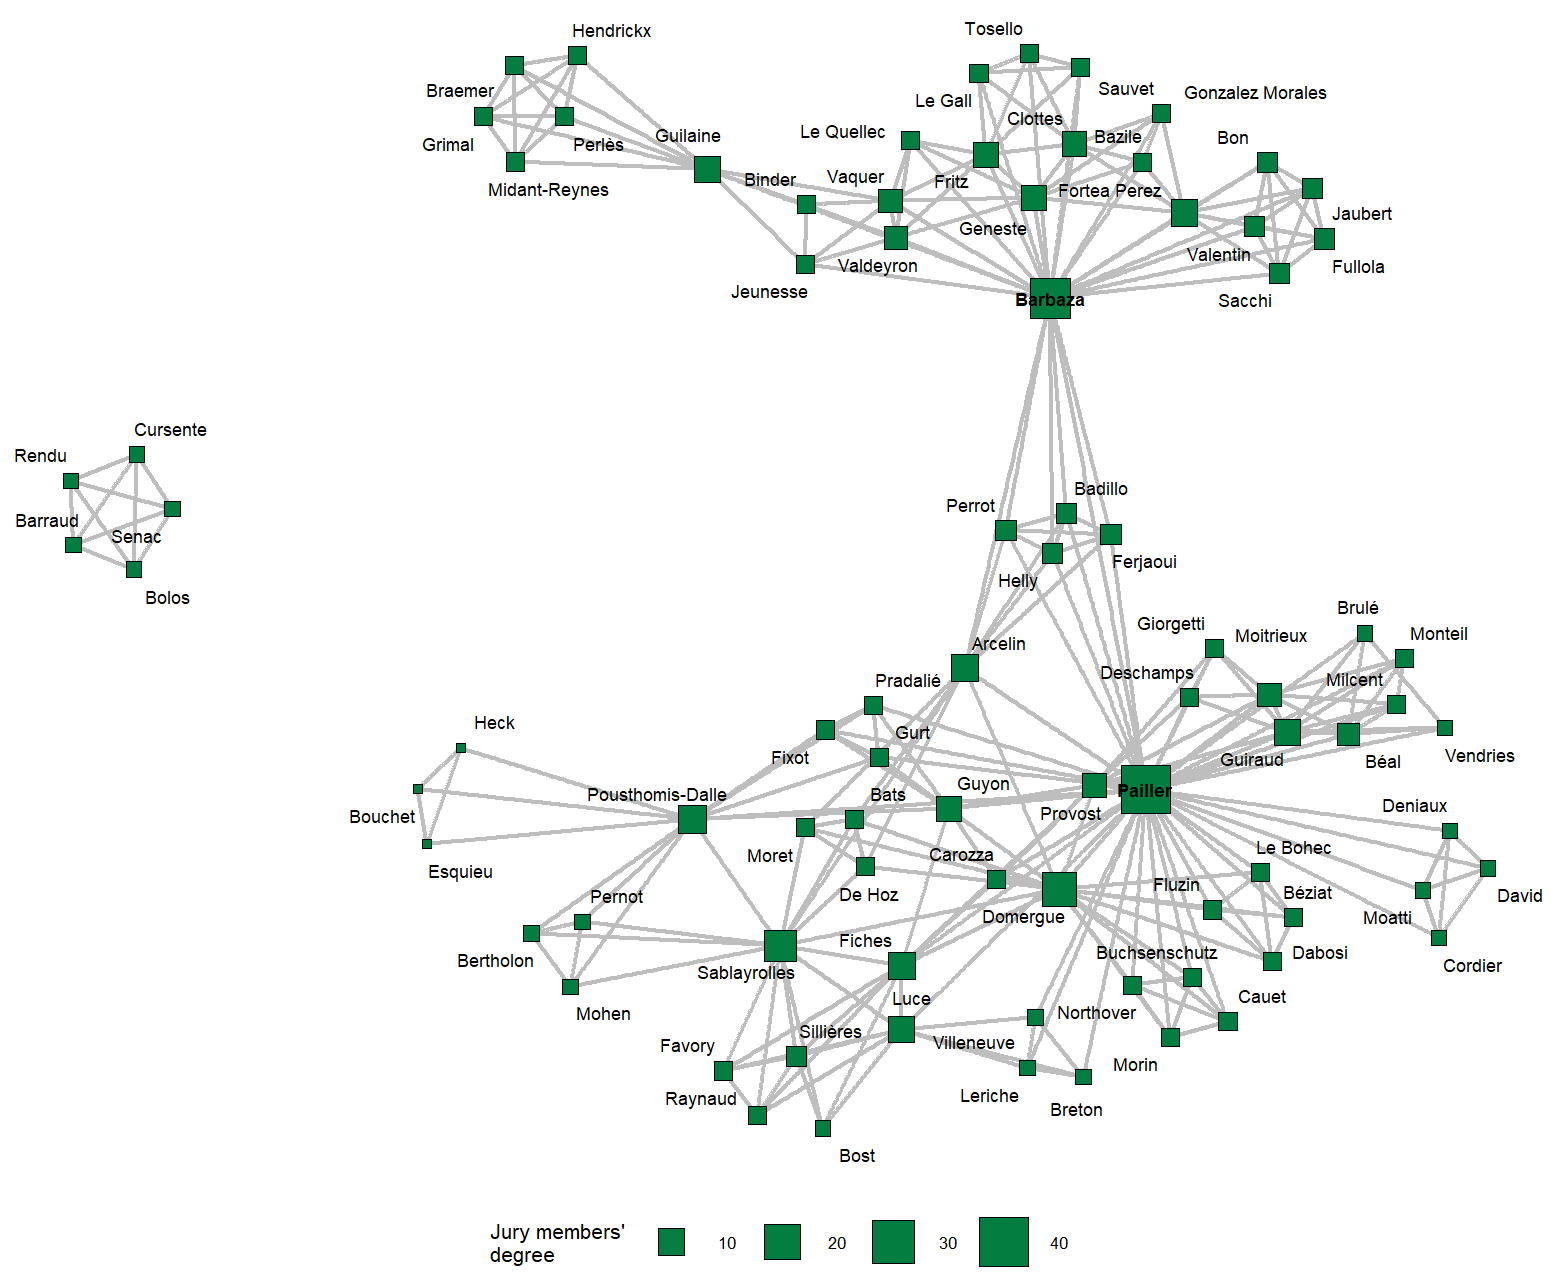 Hendrickx
Tosello
Braemer
Le Gall
Sauvet
Gonzalez Morales
Grimal
Perlès
Guilaine
Le Quellec
Clottes
Bazile
Bon
Midant-Reynes
Binder
Vaquer
Fritz
Fortea Perez
Geneste
Jaubert
Jeunesse
Valdeyron
Valentin
Fullola
Barbaza
Sacchi
Cursente
Rendu
Barraud
Senac
Bolos
Perrot
Badillo
Helly
Ferjaoui
Arcelin
Giorgetti
Moitrieux
Brulé
Monteil
Pradalié
Deschamps
Milcent
Heck
Fixot
Gurt
Guiraud
Béal
Vendries
Bouchet
Pousthomis-Dalle
Bats
Guyon
Provost
Pailler
Deniaux
Esquieu
Moret
Carozza
Le Bohec
De Hoz
Fluzin
Béziat
Moatti
David
Pernot
Domergue
Bertholon
Fiches
Sablayrolles
Buchsenschutz
Dabosi
Cordier
Mohen
Luce
Northover
Cauet
Favory
Sillières
Villeneuve
Morin
Raynaud
Leriche
Breton
Bost
Jury members'
degree
10
20
30
40